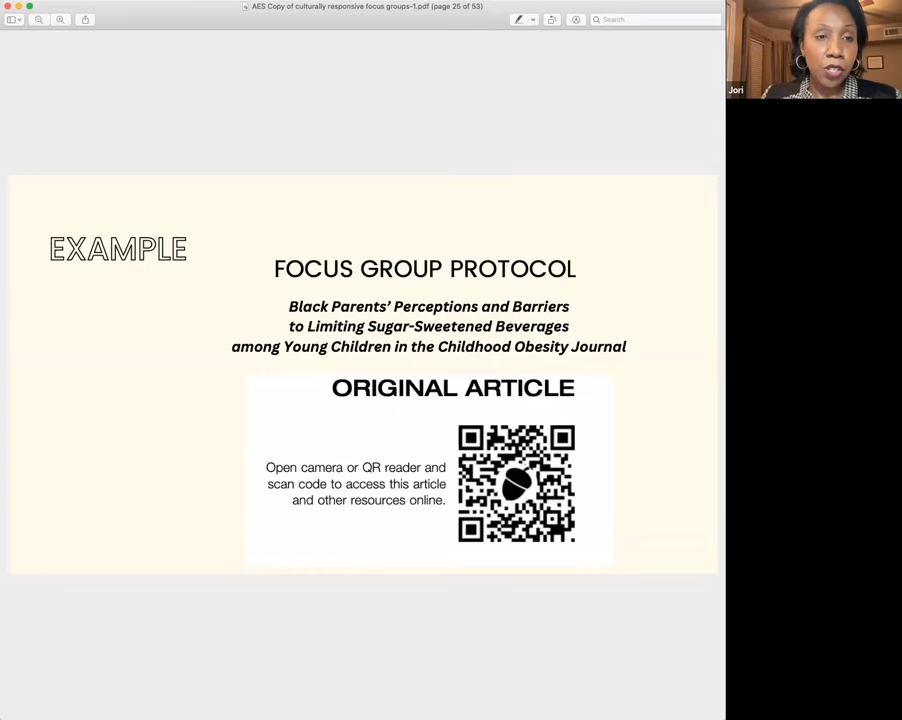 AES Copy of culturally responsive focus groups-1.pdf (page 25 of 53)
Search
Jori
EXAMPLE
FOCUS GROUP PROTOCOL
Black Parents’ Perceptions and Barriers
to Limiting Sugar-Sweetened Beverages
among Young Children in the Childhood Obesity Journal
ORIGINAL ARTICLE
Open camera or QR reader and
scan code to access this article
and other resources online.